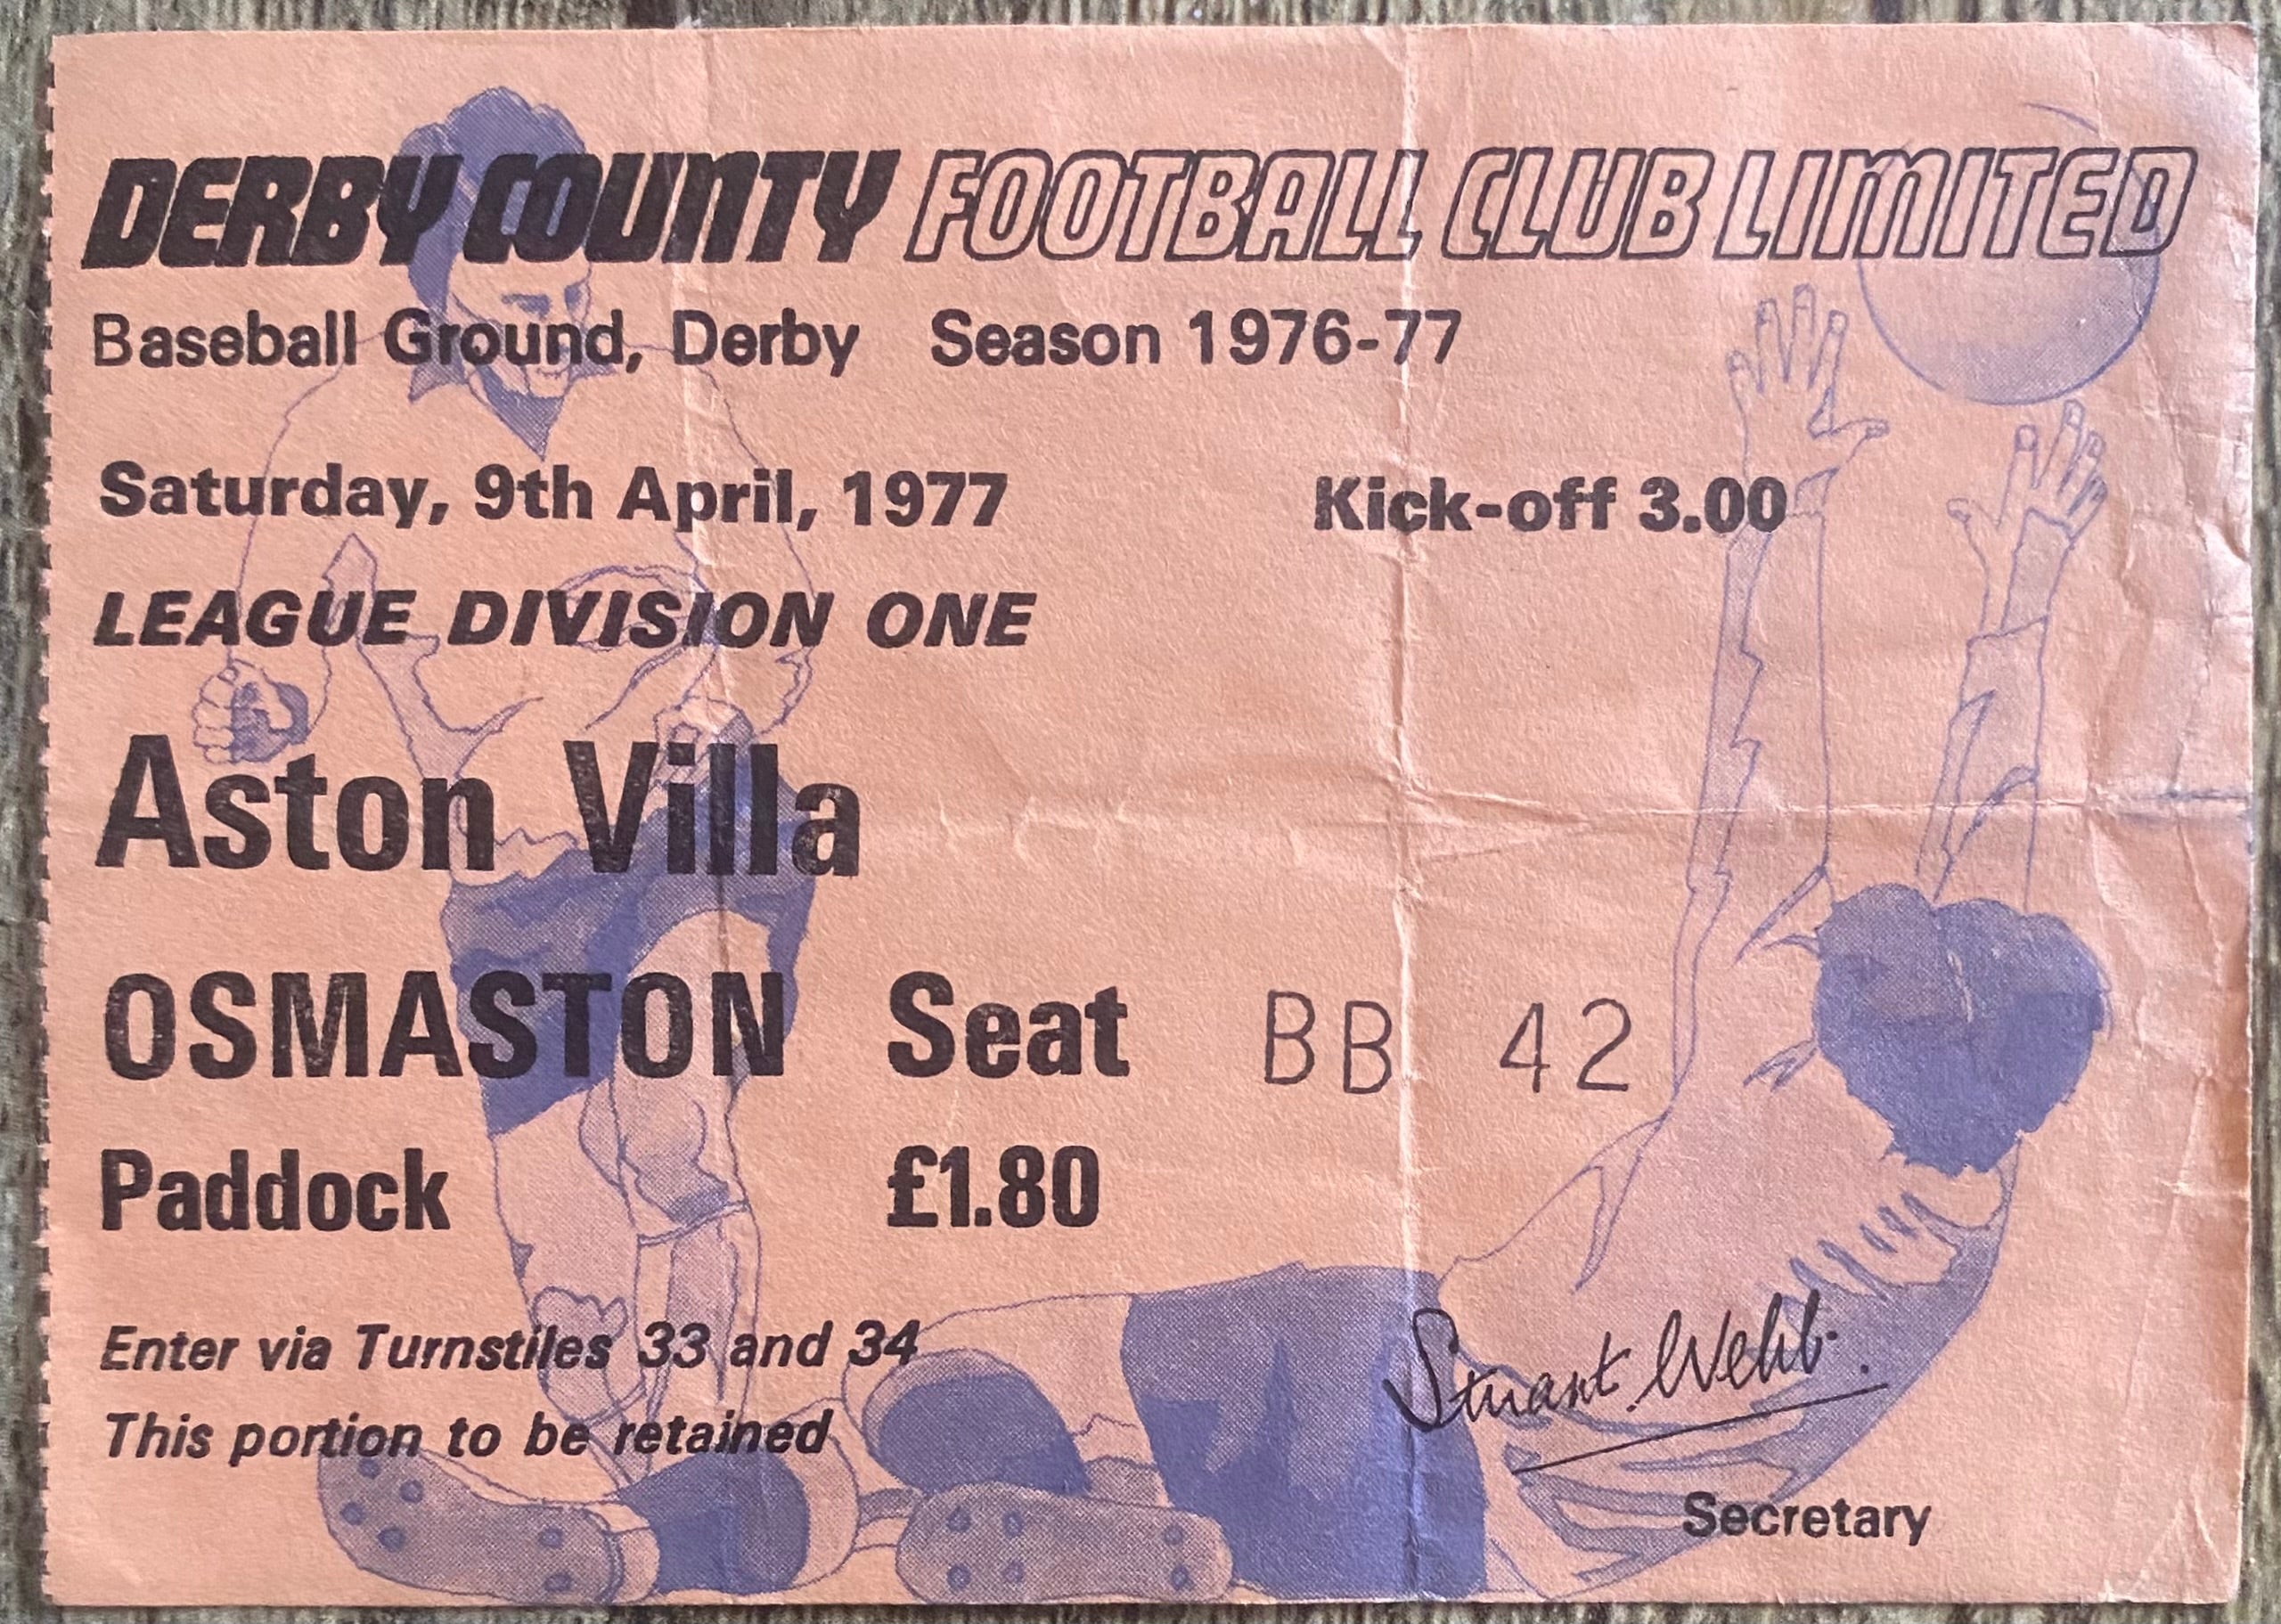 DERBY COUNTY FOOTBALL CLUB LIMITED
Baseball Ground, Derby Season 1976-77
Saturday, 9th April, 1977 Kick-off 3.00
LEAGUE DIVISION ONE
Aston Villa
OSMASTON Seat BB 42
Paddock £1.80
Enter via Turnstiles 33 and 34
Stuart Webb.
This portion to be retained
Secretary